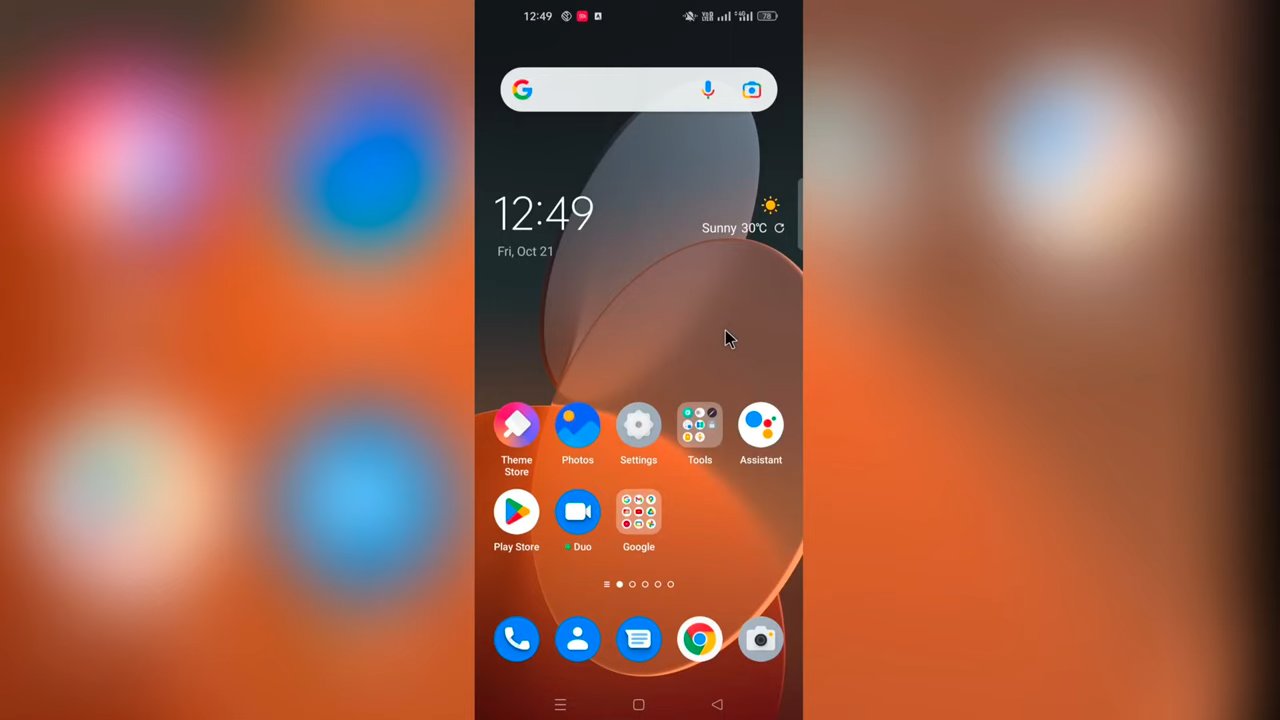 12:49
78
12:49
Sunny 30°C
Fri, Oct 21
Theme Store
Photos
Settings
Tools
Assistant
Play Store
Duo
Google